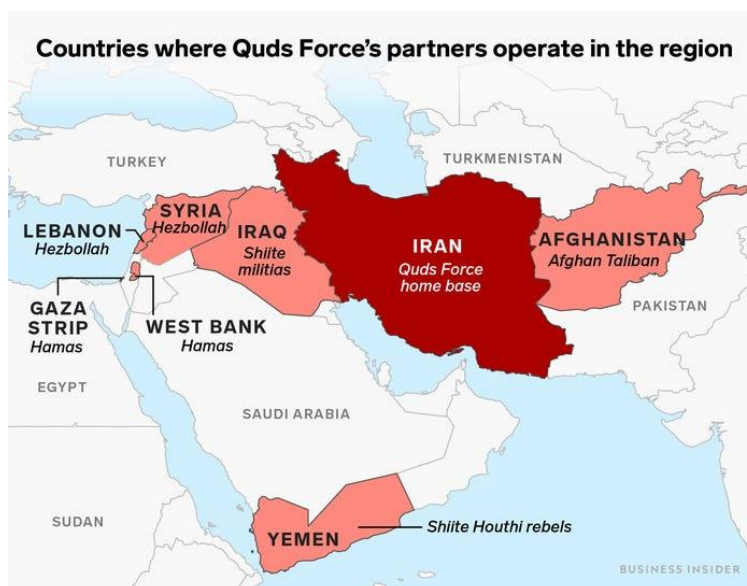 Countries where Quds Force's partners operate in the region
TURKEY
TURKMENISTAN
SYRIA
Hezbollah
LEBANON
Hezbollah
IRAQ
Shiite
militias
IRAN
Quds Force
home base
AFGHANISTAN
Afghan Taliban
GAZA
STRIP
Hamas
WEST BANK
Hamas
PAKISTAN
EGYPT
SAUDI ARABIA
SUDAN
YEMEN
Shiite Houthi rebels
BUSINESS INSIDER